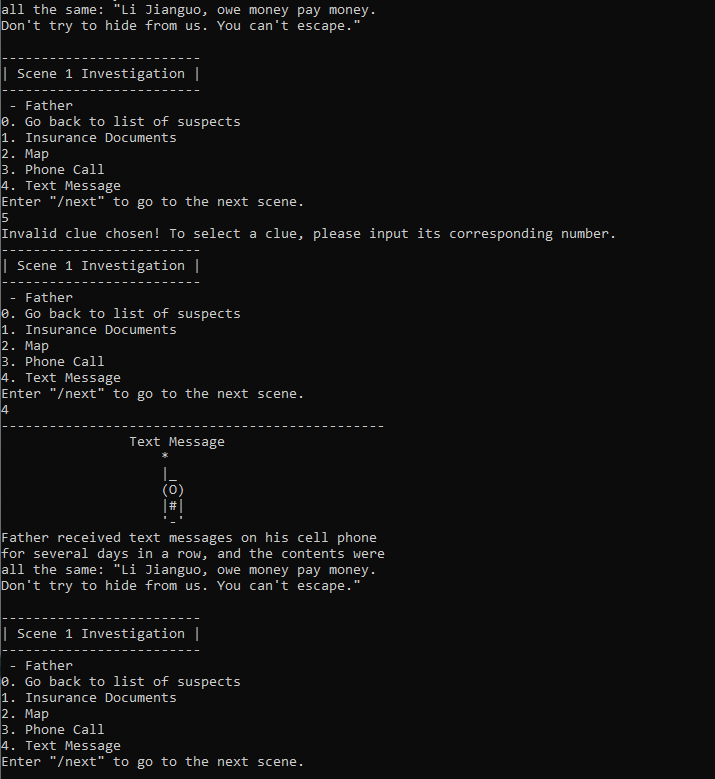 all the same: "Li Jianguo, owe money pay money.
Don't try to hide from us. You can't escape."
-------------------------
| Scene 1 Investigation |
-------------------------
 - Father
0. Go back to list of suspects
1. Insurance Documents
2. Map
3. Phone Call
4. Text Message
Enter "/next" to go to the next scene.
5
Invalid clue chosen! To select a clue, please input its corresponding number.
-------------------------
| Scene 1 Investigation |
-------------------------
 - Father
0. Go back to list of suspects
1. Insurance Documents
2. Map
3. Phone Call
4. Text Message
Enter "/next" to go to the next scene.
4
------------------------------------------------
                Text Message
                    *
                    |_
                    (O)
                    |#|
                    '-'
Father received text messages on his cell phone
for several days in a row, and the contents were
all the same: "Li Jianguo, owe money pay money.
Don't try to hide from us. You can't escape."
-------------------------
| Scene 1 Investigation |
-------------------------
 - Father
0. Go back to list of suspects
1. Insurance Documents
2. Map
3. Phone Call
4. Text Message
Enter "/next" to go to the next scene.